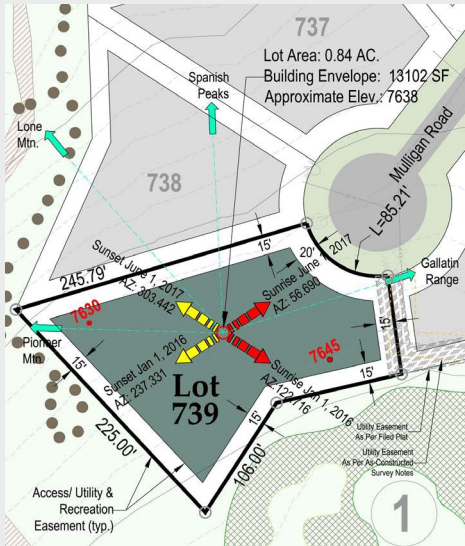 737
Lot Area: 0.84 AC.
Building Envelope: 13102 SF
Approximate Elev.: 7638
Spanish
Peaks
Lone
Mtn.
738
Mulligan Road
L=85.21'
245.79'
15'
20'
Sunset June 1, 2017
AZ: 303.442
Sunrise June 1, 2017
AZ: 56.690
Gallatin
Range
7630
Pioneer
Mtn.
15'
15'
Sunset Jan 1, 2016
AZ: 237.331
7645
Lot
739
Sunrise Jan 1, 2016
AZ:122.716
15'
15'
225.00'
106.00'
Utility Easement
As Per Filed Plat
Utility Easement
As Per As-Constructed
Survey Notes
Access/ Utility &
Recreation
Easement (typ.)
1